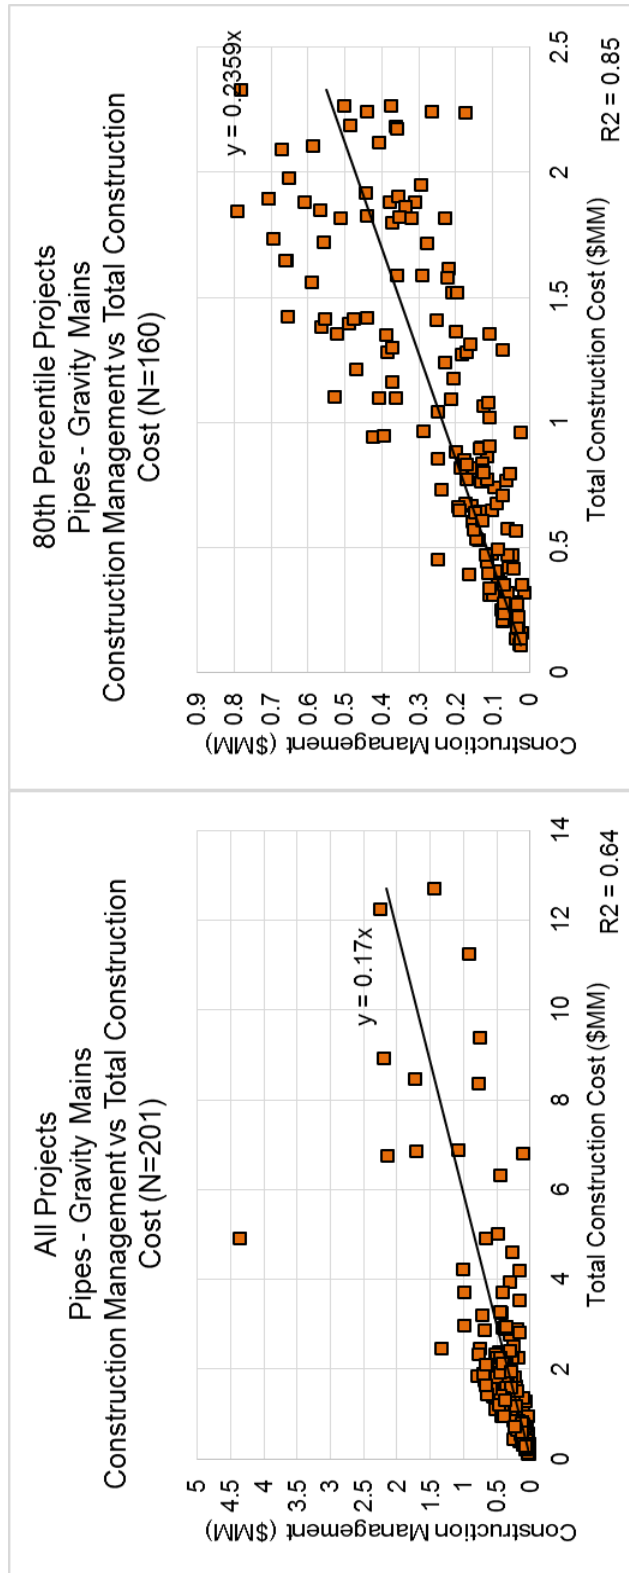 All Projects
Pipes - Gravity Mains
Construction Management vs Total Construction
Cost (N=201)
Construction Management ($MM)
5
4.5
4
3.5
3
2.5
2
1.5
1
0.5
0
y = 0.17x
0
2
4
6
8
10
12
14
Total Construction Cost ($MM)
R2 = 0.64
80th Percentile Projects
Pipes - Gravity Mains
Construction Management vs Total Construction
Cost (N=160)
Construction Management ($MM)
0.9
0.8
0.7
0.6
0.5
0.4
0.3
0.2
0.1
0
y = 0.2359x
0
0.5
1
1.5
2
2.5
Total Construction Cost ($MM)
R2 = 0.85